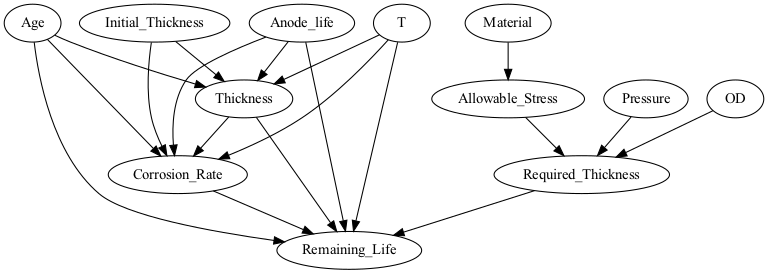 Age
Initial_Thickness
Anode_life
T
Material
Thickness
Allowable_Stress
Pressure
OD
Corrosion_Rate
Required_Thickness
Remaining_Life